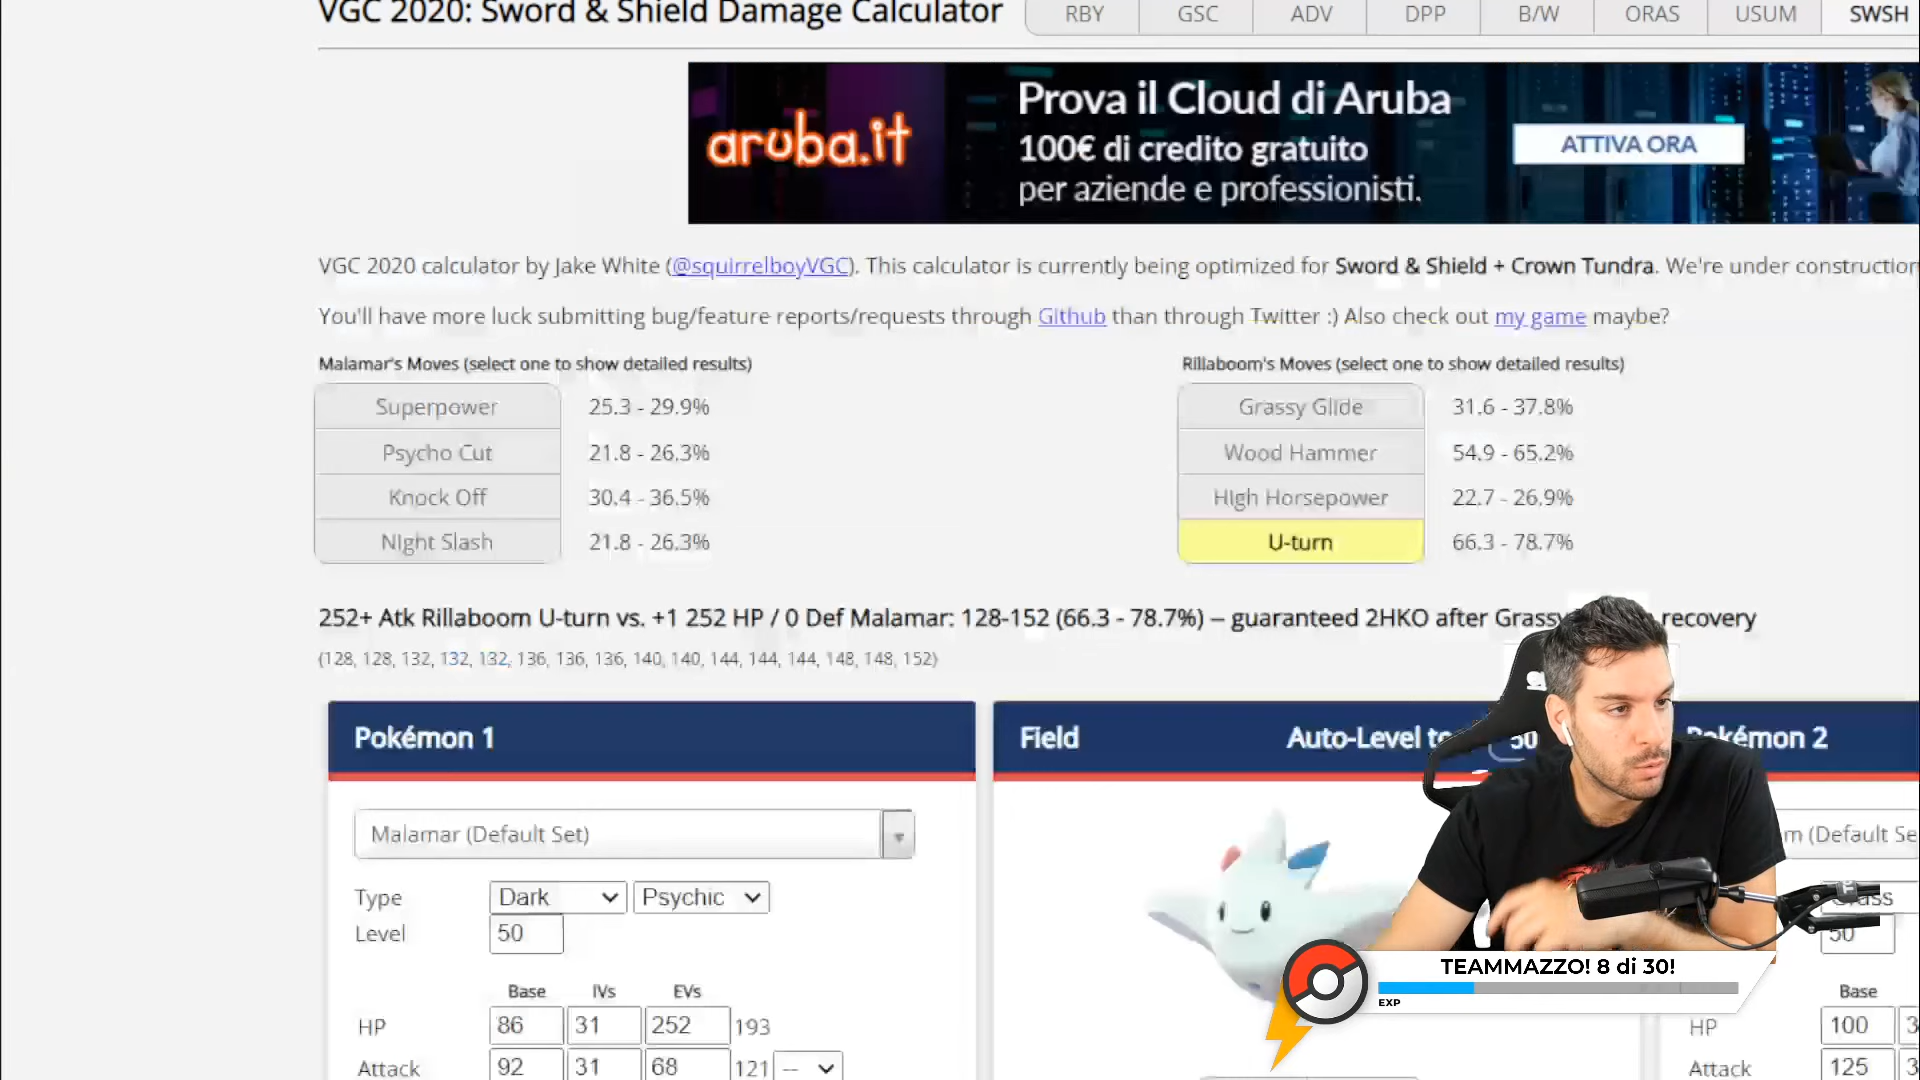 VGC 2020: Sword & Shield Damage Calculator
RBY GSC ADV DPP B/W ORAS USUM SWSH
aruba.it
Prova il Cloud di Aruba
100€ di credito gratuito
per aziende e professionisti.
ATTIVA ORA
VGC 2020 calculator by Jake White (@squirrelboyVGC). This calculator is currently being optimized for Sword & Shield + Crown Tundra. We're under construction
You'll have more luck submitting bug/feature reports/requests through Github than through Twitter :) Also check out my game maybe?
Malamar's Moves (select one to show detailed results)
Superpower 25.3 - 29.9%
Psycho Cut 21.8 - 26.3%
Knock Off 30.4 - 36.5%
Night Slash 21.8 - 26.3%
Rillaboom's Moves (select one to show detailed results)
Grassy Glide 31.6 - 37.8%
Wood Hammer 54.9 - 65.2%
High Horsepower 22.7 - 26.9%
U-turn 66.3 - 78.7%
252+ Atk Rillaboom U-turn vs. +1 252 HP / 0 Def Malamar: 128-152 (66.3 - 78.7%) -- guaranteed 2HKO after Grassy recovery
(128, 128, 132, 132, 132, 136, 136, 136, 140, 140, 144, 144, 144, 148, 148, 152)
Pokémon 1
Malamar (Default Set)
Type Dark Psychic
Level 50
Base IVs EVs
HP 86 31 252 193
Attack 92 31 68 121 --
Field Auto-Level to 50
Pokémon 2
m (Default Se
50
Base
HP 100 3
Attack 125 3
TEAMMAZZO! 8 di 30!
EXP